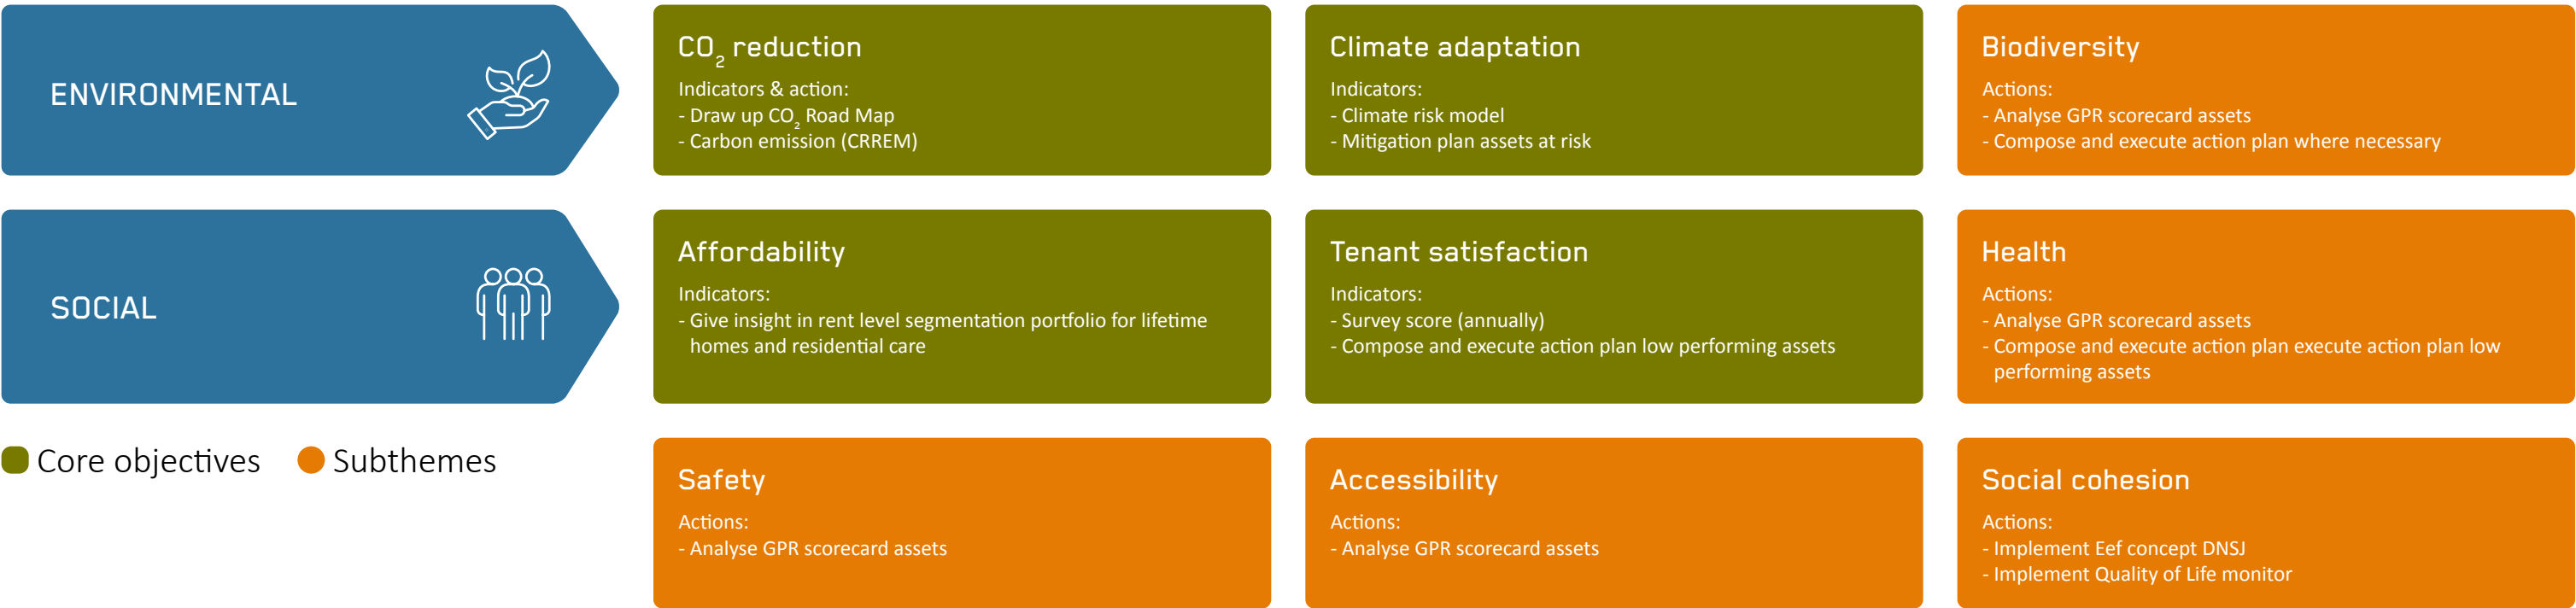 ENVIRONMENTAL
CO₂ reduction
Indicators & action:
- Draw up CO₂ Road Map
- Carbon emission (CRREM)
Climate adaptation
Indicators:
- Climate risk model
- Mitigation plan assets at risk
Biodiversity
Actions:
- Analyse GPR scorecard assets
- Compose and execute action plan where necessary
SOCIAL
Affordability
Indicators:
- Give insight in rent level segmentation portfolio for lifetime
homes and residential care
Tenant satisfaction
Indicators:
- Survey score (annually)
- Compose and execute action plan low performing assets
Health
Actions:
- Analyse GPR scorecard assets
- Compose and execute action plan execute action plan low
performing assets
Core objectives
Subthemes
Safety
Actions:
- Analyse GPR scorecard assets
Accessibility
Actions:
- Analyse GPR scorecard assets
Social cohesion
Actions:
- Implement Eef concept DNSJ
- Implement Quality of Life monitor